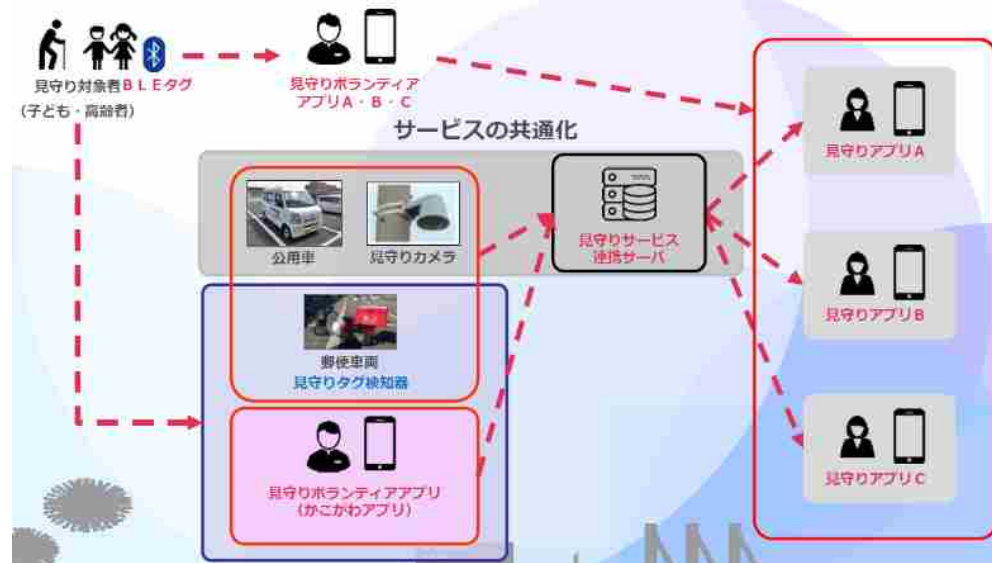 見守り対象者BLEタグ
(子ども・高齢者)
見守りボランティア
アプリA・B・C
サービスの共通化
公用車
見守りカメラ
見守りサービス
連携サーバ
郵便車両
見守りタグ検知器
見守りボランティアアプリ
(かこがわアプリ)
見守りアプリA
見守りアプリB
見守りアプリC